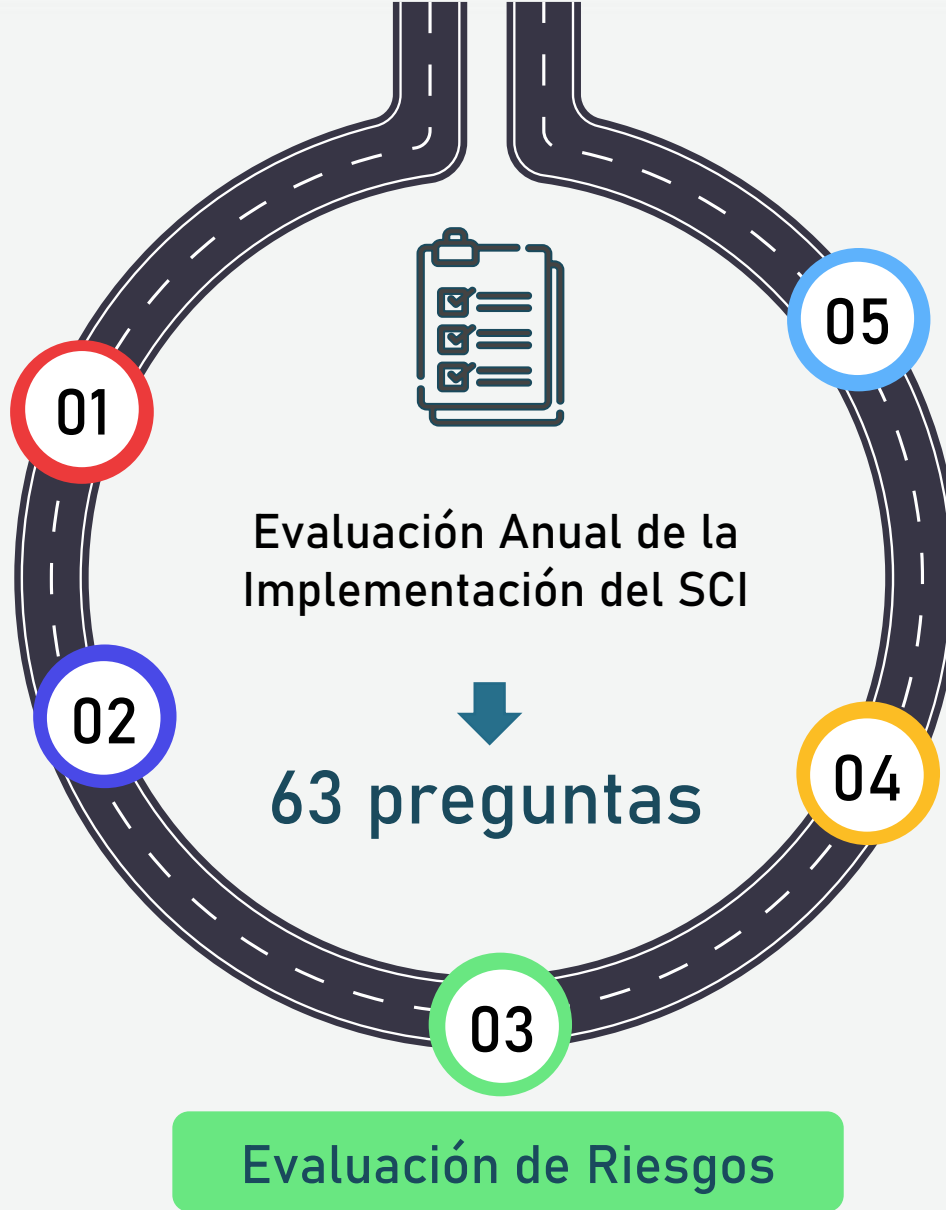 05
01
Evaluación Anual de la
Implementación del SCI
02
63 preguntas
04
03
Evaluación de Riesgos